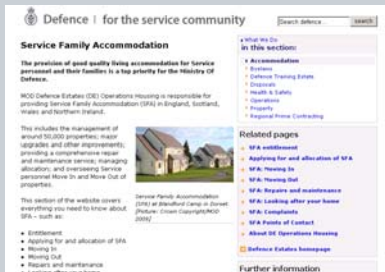 Defence | for the service community
Search defence...
search
Service Family Accommodation
The provision of good quality living accommodation for Service
personnel and their families is a top priority for the Ministry Of
Defence.
MOD Defence Estates (DE) Operations Housing is responsible for
providing Service Family Accommodation (SFA) in England, Scotland,
Wales and Northern Ireland.
This includes the management of
around 50,000 properties; major
upgrades and other improvements;
providing a comprehensive repair
and maintenance service; managing
allocation; and overseeing Service
personnel Move In and Move Out of
properties.
This section of the website covers
everything you need to know about
SFA – such as:
Entitlement
Applying for and allocation of SFA
Moving In
Moving Out
Repairs and maintenance
Looking after your home
Service Family Accommodation
(SFA) at Blandford Camp in Dorset.
[Picture: Crown Copyright/MOD
2006]
What We Do
in this section:
Accommodation
Business
Defence Training Estate
Disposals
Health & Safety
Operations
Property
Regional Prime Contracting
Related pages
SFA entitlement
Applying for and allocation of SFA
SFA: Moving In
SFA: Moving Out
SFA: Repairs and maintenance
SFA: Looking after your home
SFA: Complaints
SFA Points of Contact
About DE Operations Housing
Defence Estates homepage
Further information